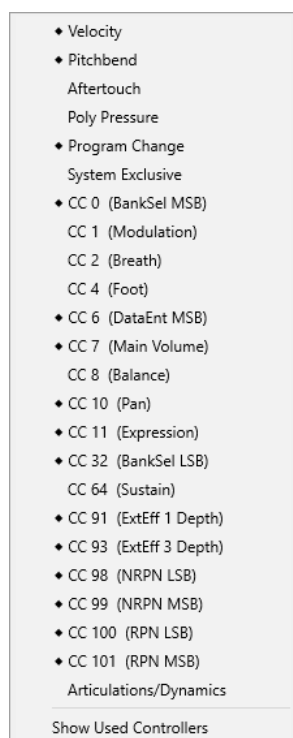 ◆ Velocity
◆ Pitchbend
Aftertouch
Poly Pressure
◆ Program Change
System Exclusive
◆ CC 0 (BankSel MSB)
CC 1 (Modulation)
CC 2 (Breath)
CC 4 (Foot)
◆ CC 6 (DataEnt MSB)
◆ CC 7 (Main Volume)
CC 8 (Balance)
◆ CC 10 (Pan)
◆ CC 11 (Expression)
◆ CC 32 (BankSel LSB)
CC 64 (Sustain)
◆ CC 91 (ExtEff 1 Depth)
◆ CC 93 (ExtEff 3 Depth)
◆ CC 98 (NRPN LSB)
◆ CC 99 (NRPN MSB)
◆ CC 100 (RPN LSB)
◆ CC 101 (RPN MSB)
Articulations/Dynamics
Show Used Controllers